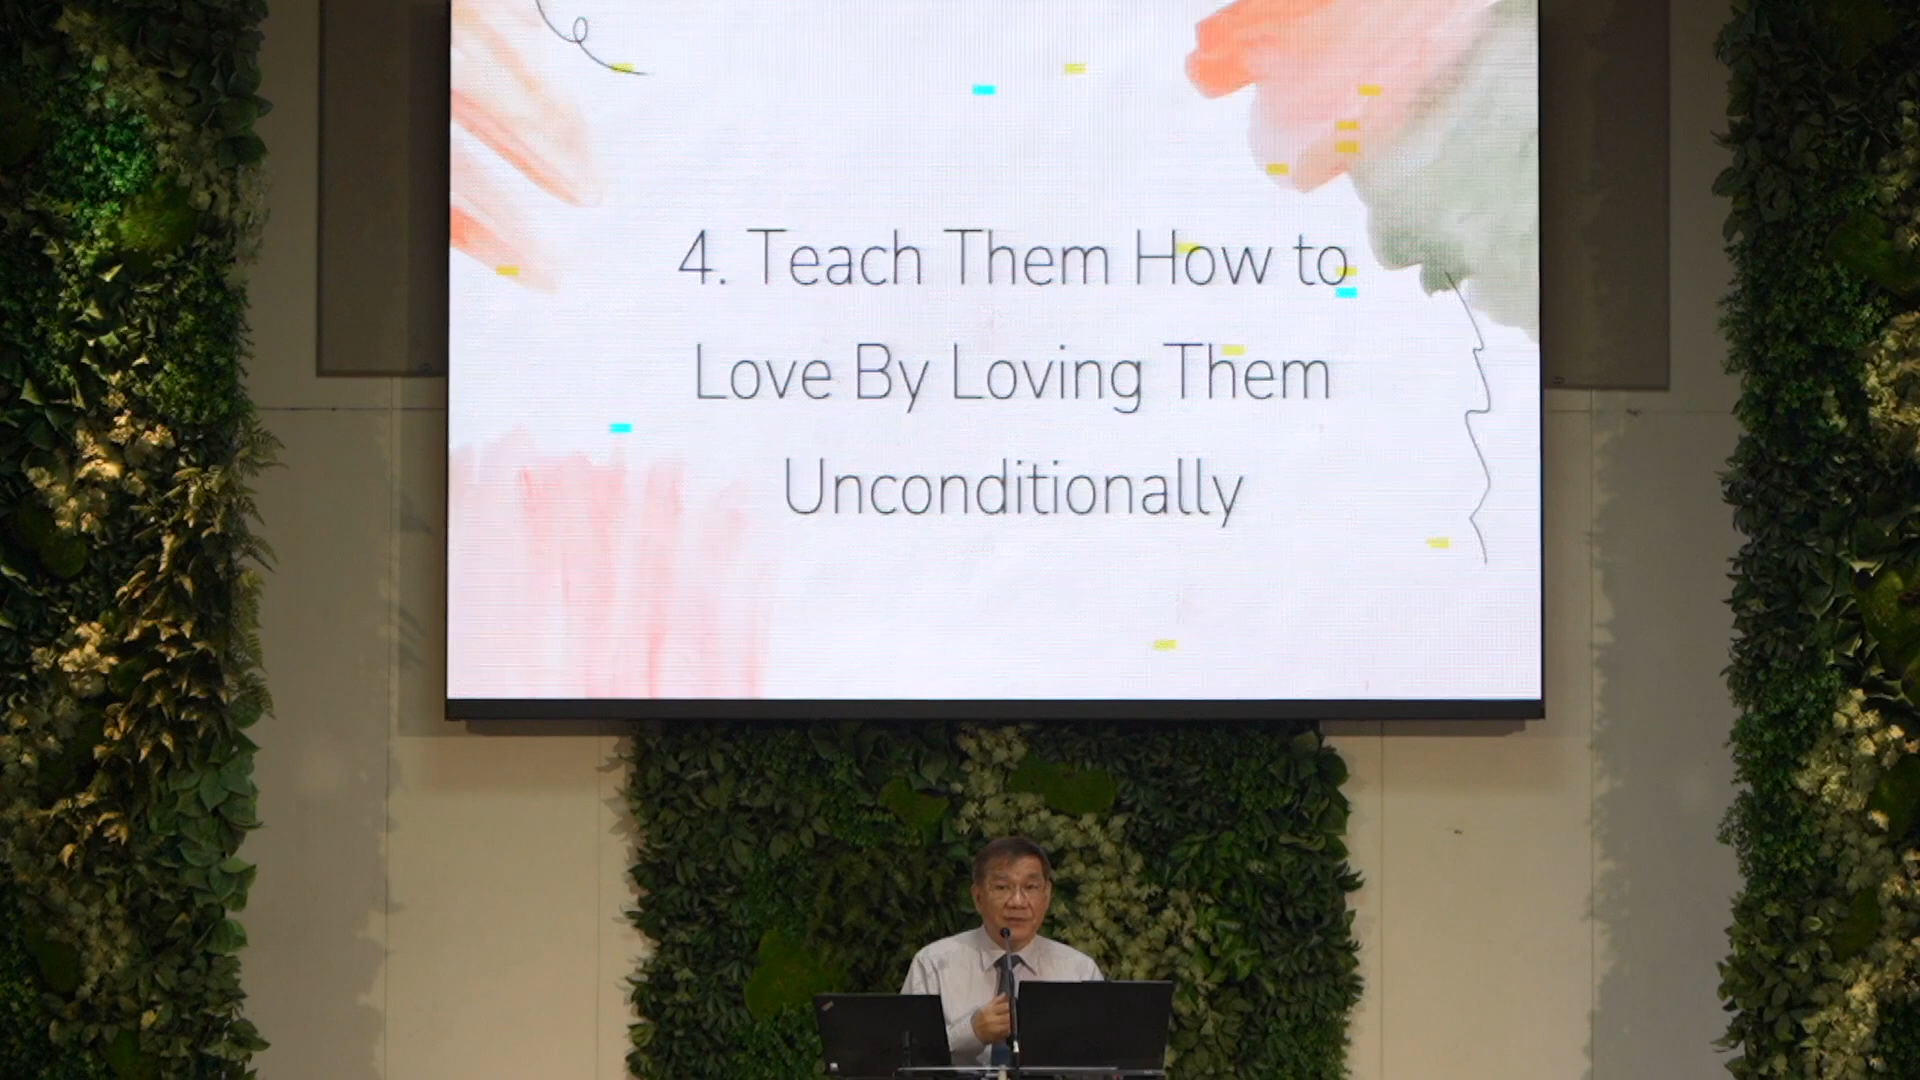 4. Teach Them How to
Love By Loving Them
Unconditionally